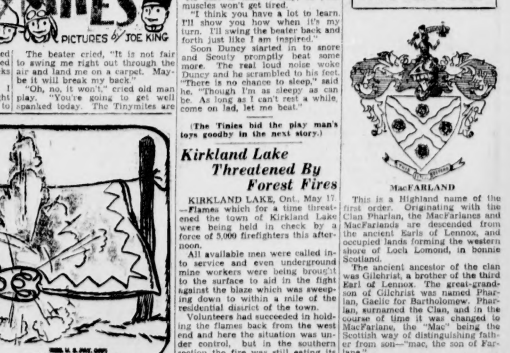 PICTURES by JOE KING
The beater cried, "It is not fair
to swing me right out through the
air and land me on a carpet. May-
be it will break my back."
"Oh, no, it won't," cried old man
play. "You're going to get well
spanked today. The Tinymites
muscles won't get tired.
"I think you have a lot to learn.
I'll show you how when it's my
turn. I'll swing the beater back and
forth just like I am inspired."
Soon Duncy started in to snore
and Scouty promptly beat some
more. The real loud noise woke
Duncy and he scrambled to his feet.
"There is no chance to sleep," said
he. "Though I'm as sleepy as can
be. As long as I can't rest a while,
come on lad, let me beat."
(The Tinies bid the play man's
toys goodby in the next story.)
Kirkland Lake
Threatened By
Forest Fires
KIRKLAND LAKE, Ont., May 17.
—Flames which for a time threat-
ened the town of Kirkland Lake
were being held in check by a
force of 5,000 firefighters this after-
noon.
All available men were called in-
to service and even underground
mine workers were being brought
to the surface to aid in the fight
against the blaze which was sweep-
ing down to within a mile of the
residential district of the town.
Volunteers had succeeded in hold-
ing the flames back from the west
end and here the situation was un-
der control, but in the southern
section the fire was still eating its
MacFARLAND
This is a Highland name of the
first order. Originating with the
Clan Pharlan, the MacFarlanes and
MacFarlands are descended from
the ancient Earls of Lennox, and
occupied lands forming the western
shore of Loch Lomond, in bonnie
Scotland.
The ancient ancestor of the clan
was Gilchrist, a brother of the third
Earl of Lennox. The great-grand-
son of Gilchrist was named Phar-
lan, Gaelic for Bartholomew. Phar-
lan, surnamed the Clan, and in the
course of time it was changed to
MacFarlane, the "Mac" being the
Scottish way of distinguishing fath-
er from son—"mac, the son of Far-
lane."